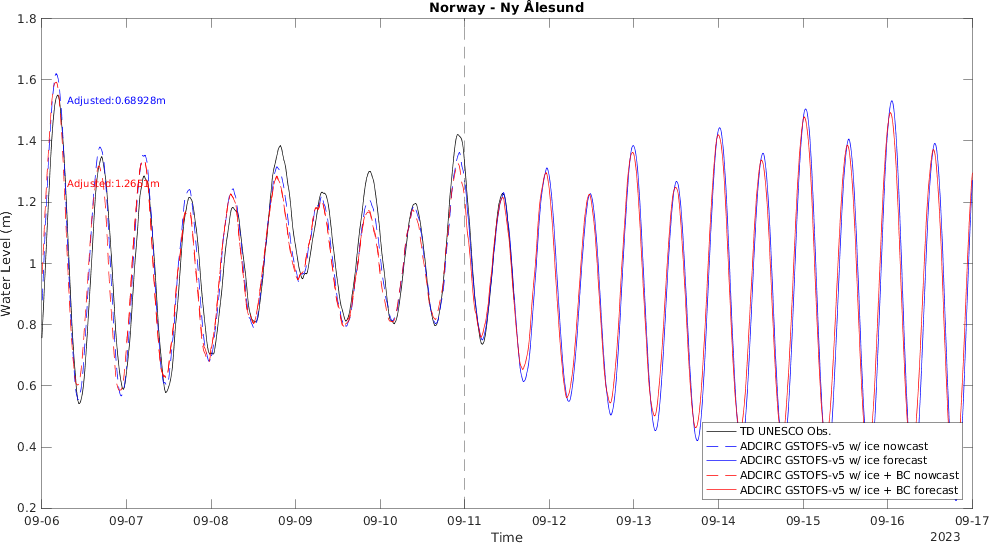 Norway - Ny Ålesund
1.8
1.6
1.4
1.2
1
0.8
0.6
0.4
0.2
Water Level (m)
Adjusted:0.68928m
TD UNESCO Obs.
ADCIRC GSTOFS-v5 w/ ice nowcast
ADCIRC GSTOFS-v5 w/ ice forecast
ADCIRC GSTOFS-v5 w/ ice + BC nowcast
ADCIRC GSTOFS-v5 w/ ice + BC forecast
09-06 09-07 09-08 09-09 09-10 09-11 09-12 09-13 09-14 09-15 09-16 09-17
Time
2023